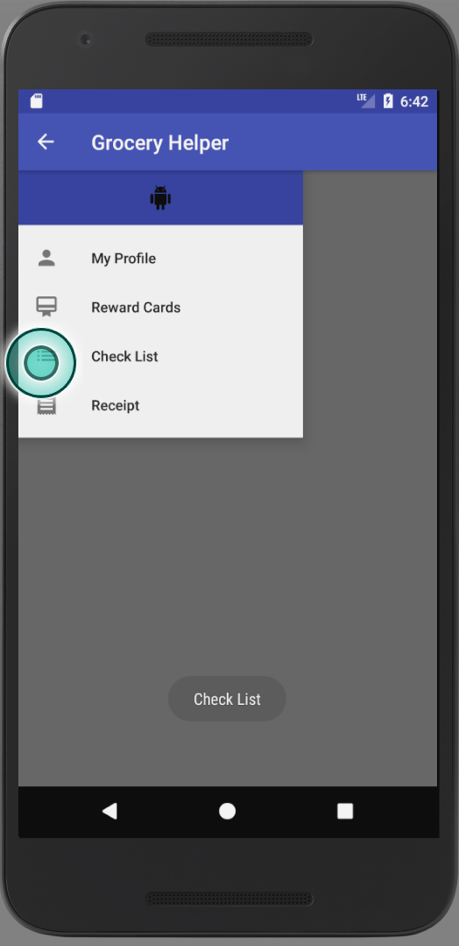 LTE 6:42
Grocery Helper
My Profile
Reward Cards
Check List
Receipt
Check List